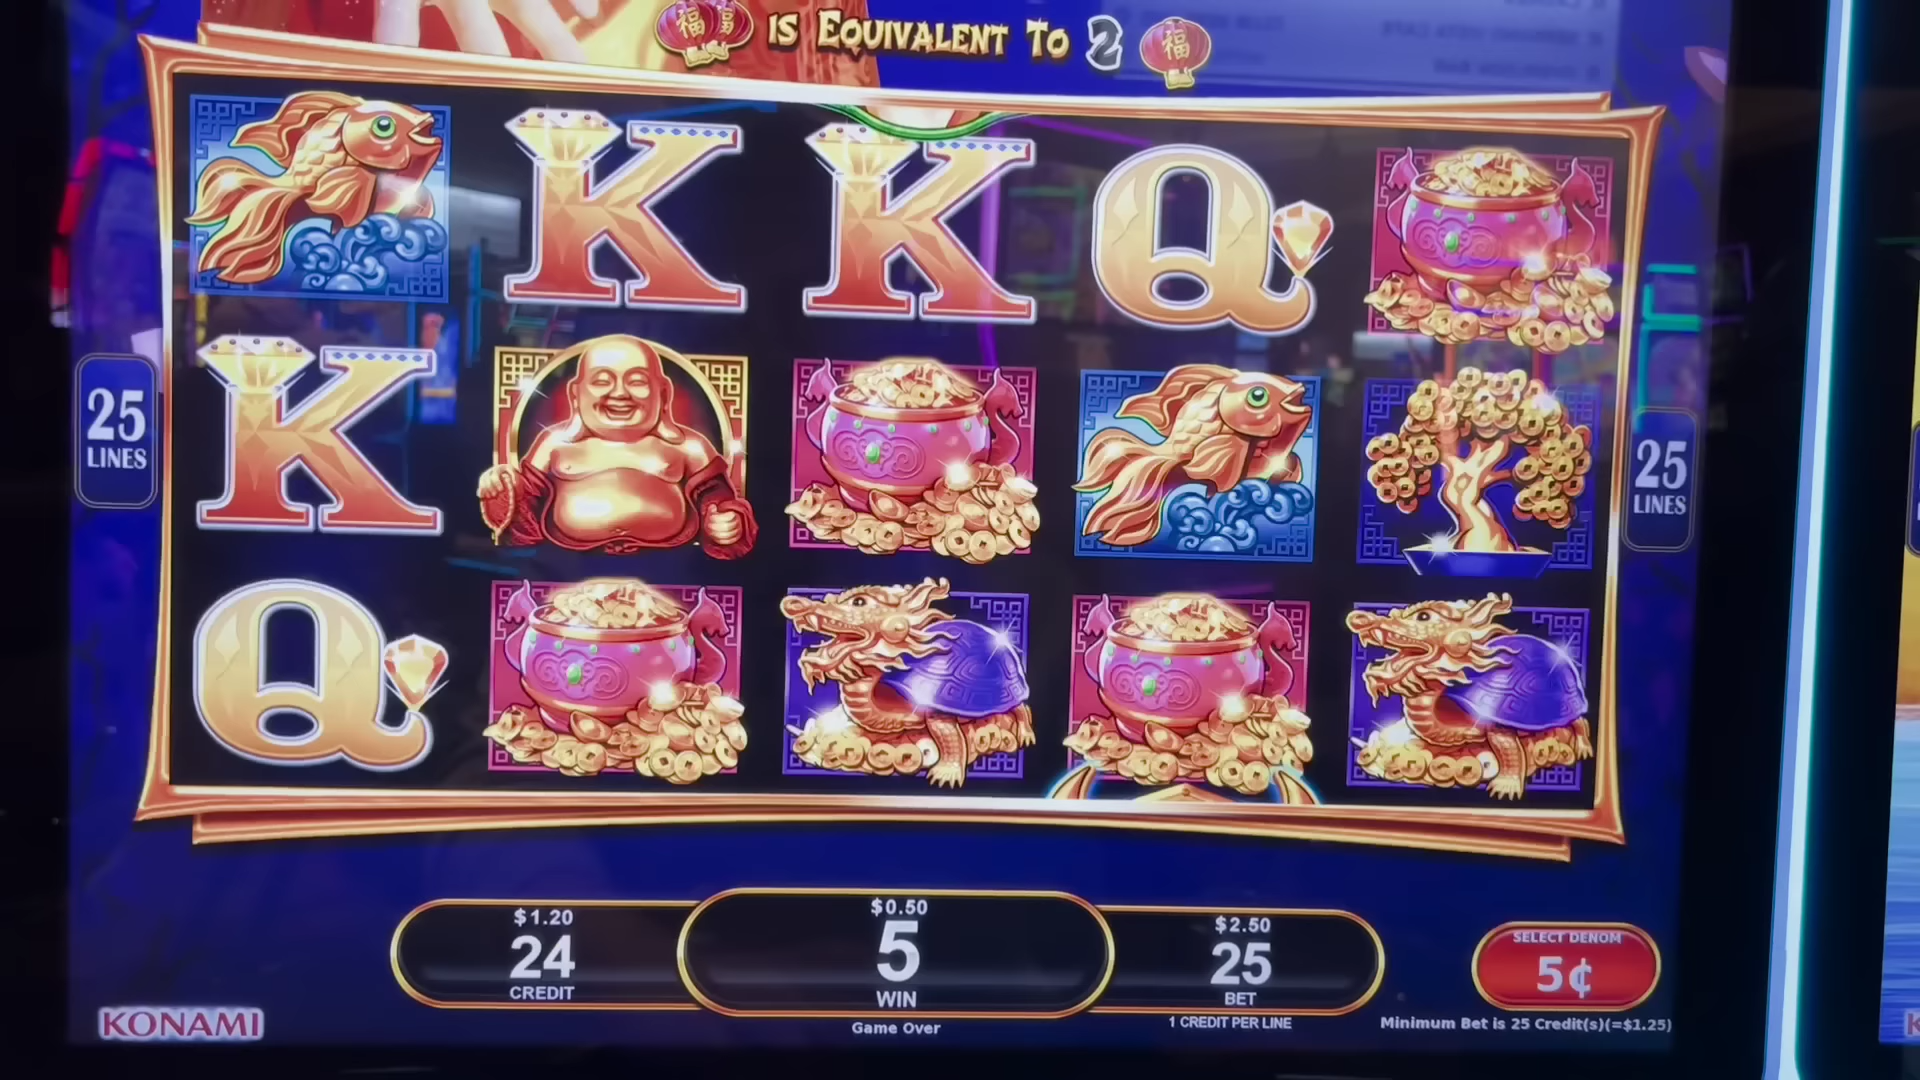 福 福 IS EQUIVALENT TO 2 福
K K Q
25
LINES
K
25
LINES
Q
$1.20
24
CREDIT
$0.50
5
WIN
Game Over
$2.50
25
BET
1 CREDIT PER LINE
SELECT DENOM
5¢
Minimum Bet is 25 Credit(s)(=$1.25)
KONAMI